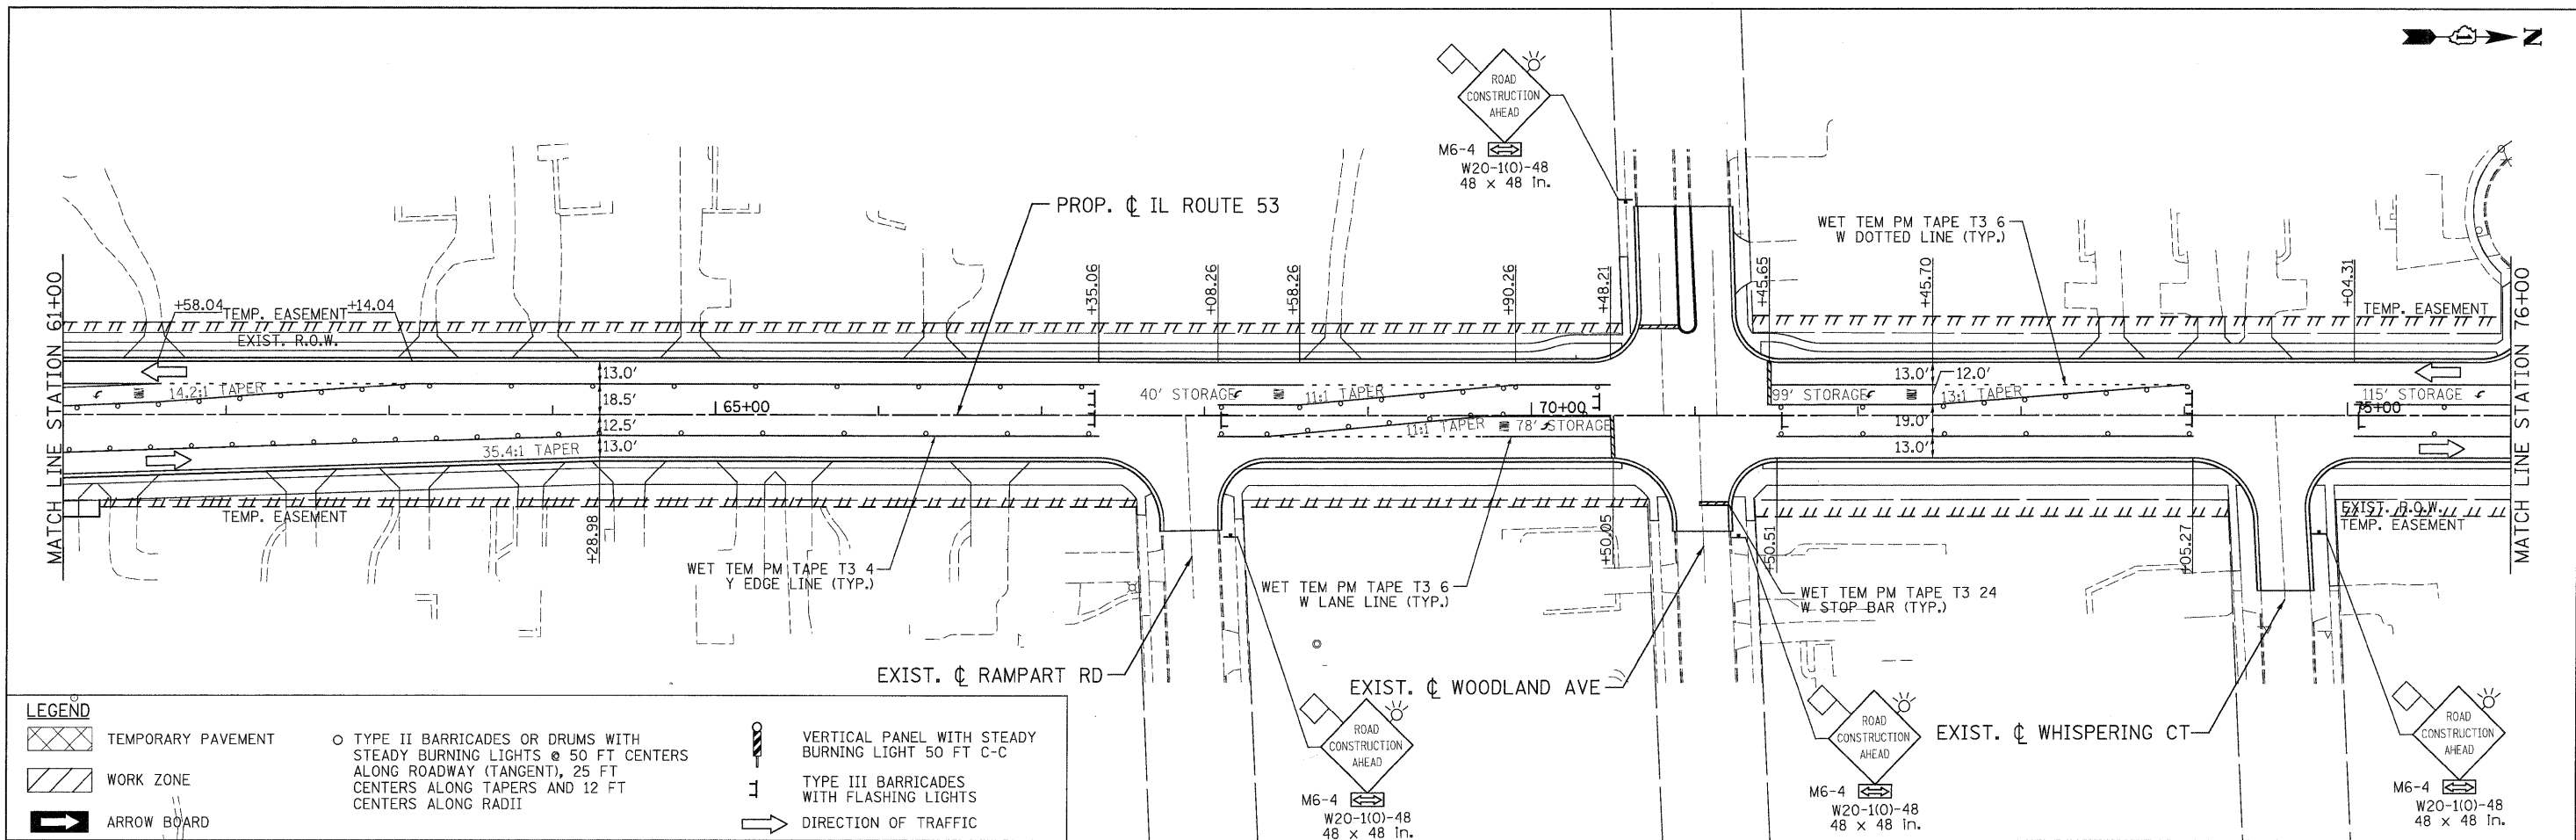 N
ROAD
CONSTRUCTION
AHEAD
M6-4
W20-1(O)-48
48 x 48 in.
PROP. ℄ IL ROUTE 53
WET TEM PM TAPE T3 6
W DOTTED LINE (TYP.)
MATCH LINE STATION 61+00
+58.04
TEMP. EASEMENT
+14.04
EXIST. R.O.W.
+35.06
+08.26
+58.26
+90.26
+48.21
+45.65
+45.70
+04.31
TEMP. EASEMENT
MATCH LINE STATION 76+00
14.2:1 TAPER
13.0'
18.5'
12.5'
13.0'
65+00
40' STORAGE
11:1 TAPER
70+00
11:1 TAPER
78' STORAGE
99' STORAGE
13.0'
12.0'
13:1 TAPER
19.0'
13.0'
115' STORAGE
75+00
35.4:1 TAPER
TEMP. EASEMENT
+28.98
WET TEM PM TAPE T3 4
Y EDGE LINE (TYP.)
WET TEM PM TAPE T3 6
W LANE LINE (TYP.)
+50.05
+50.51
WET TEM PM TAPE T3 24
W STOP BAR (TYP.)
+05.27
EXIST. R.O.W.
TEMP. EASEMENT
EXIST. ℄ RAMPART RD
EXIST. ℄ WOODLAND AVE
EXIST. ℄ WHISPERING CT
ROAD
CONSTRUCTION
AHEAD
M6-4
W20-1(O)-48
48 x 48 in.
ROAD
CONSTRUCTION
AHEAD
M6-4
W20-1(O)-48
48 x 48 in.
ROAD
CONSTRUCTION
AHEAD
M6-4
W20-1(O)-48
48 x 48 in.
LEGEND
TEMPORARY PAVEMENT
WORK ZONE
ARROW BOARD
TYPE II BARRICADES OR DRUMS WITH
STEADY BURNING LIGHTS @ 50 FT CENTERS
ALONG ROADWAY (TANGENT), 25 FT
CENTERS ALONG TAPERS AND 12 FT
CENTERS ALONG RADII
VERTICAL PANEL WITH STEADY
BURNING LIGHT 50 FT C-C
TYPE III BARRICADES
WITH FLASHING LIGHTS
DIRECTION OF TRAFFIC